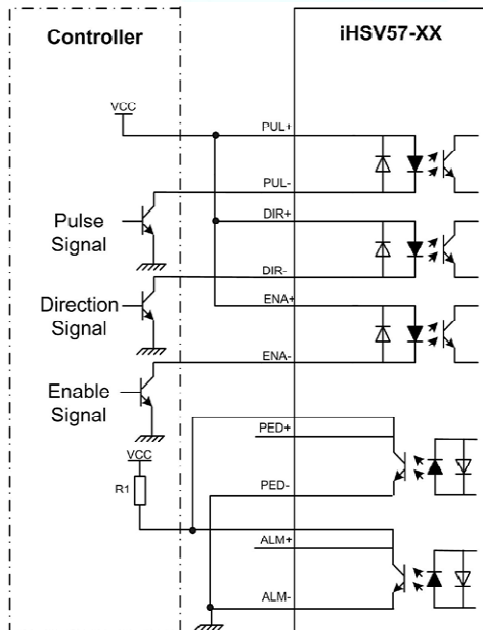 Controller
iHSV57-XX
VCC
PUL+
PUL-
Pulse
Signal
DIR+
DIR-
Direction
Signal
ENA+
ENA-
Enable
Signal
PED+
VCC
R1
PED-
ALM+
ALM-